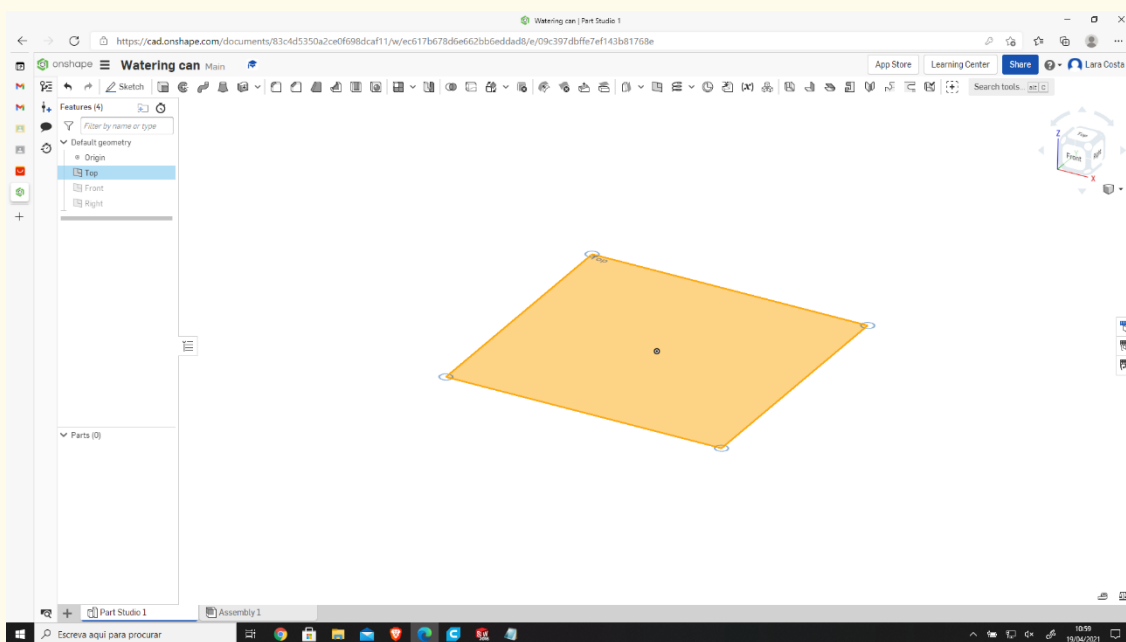 Watering can | Part Studio 1
https://cad.onshape.com/documents/83c4d5350a2ce0f698dcaf11/w/ec617b678d6e662bb6eddad8/e/09c397dbffe7ef143b81768e
onshape Watering can Main
App Store Learning Center Share Lara Costa
Sketch
Search tools... alt C
Features (4)
Filter by name or type
Default geometry
Origin
Top
Front
Right
Top
Z
Front
X
Parts (0)
Part Studio 1 Assembly 1
Escreva aqui para procurar
10:59
19/04/2021